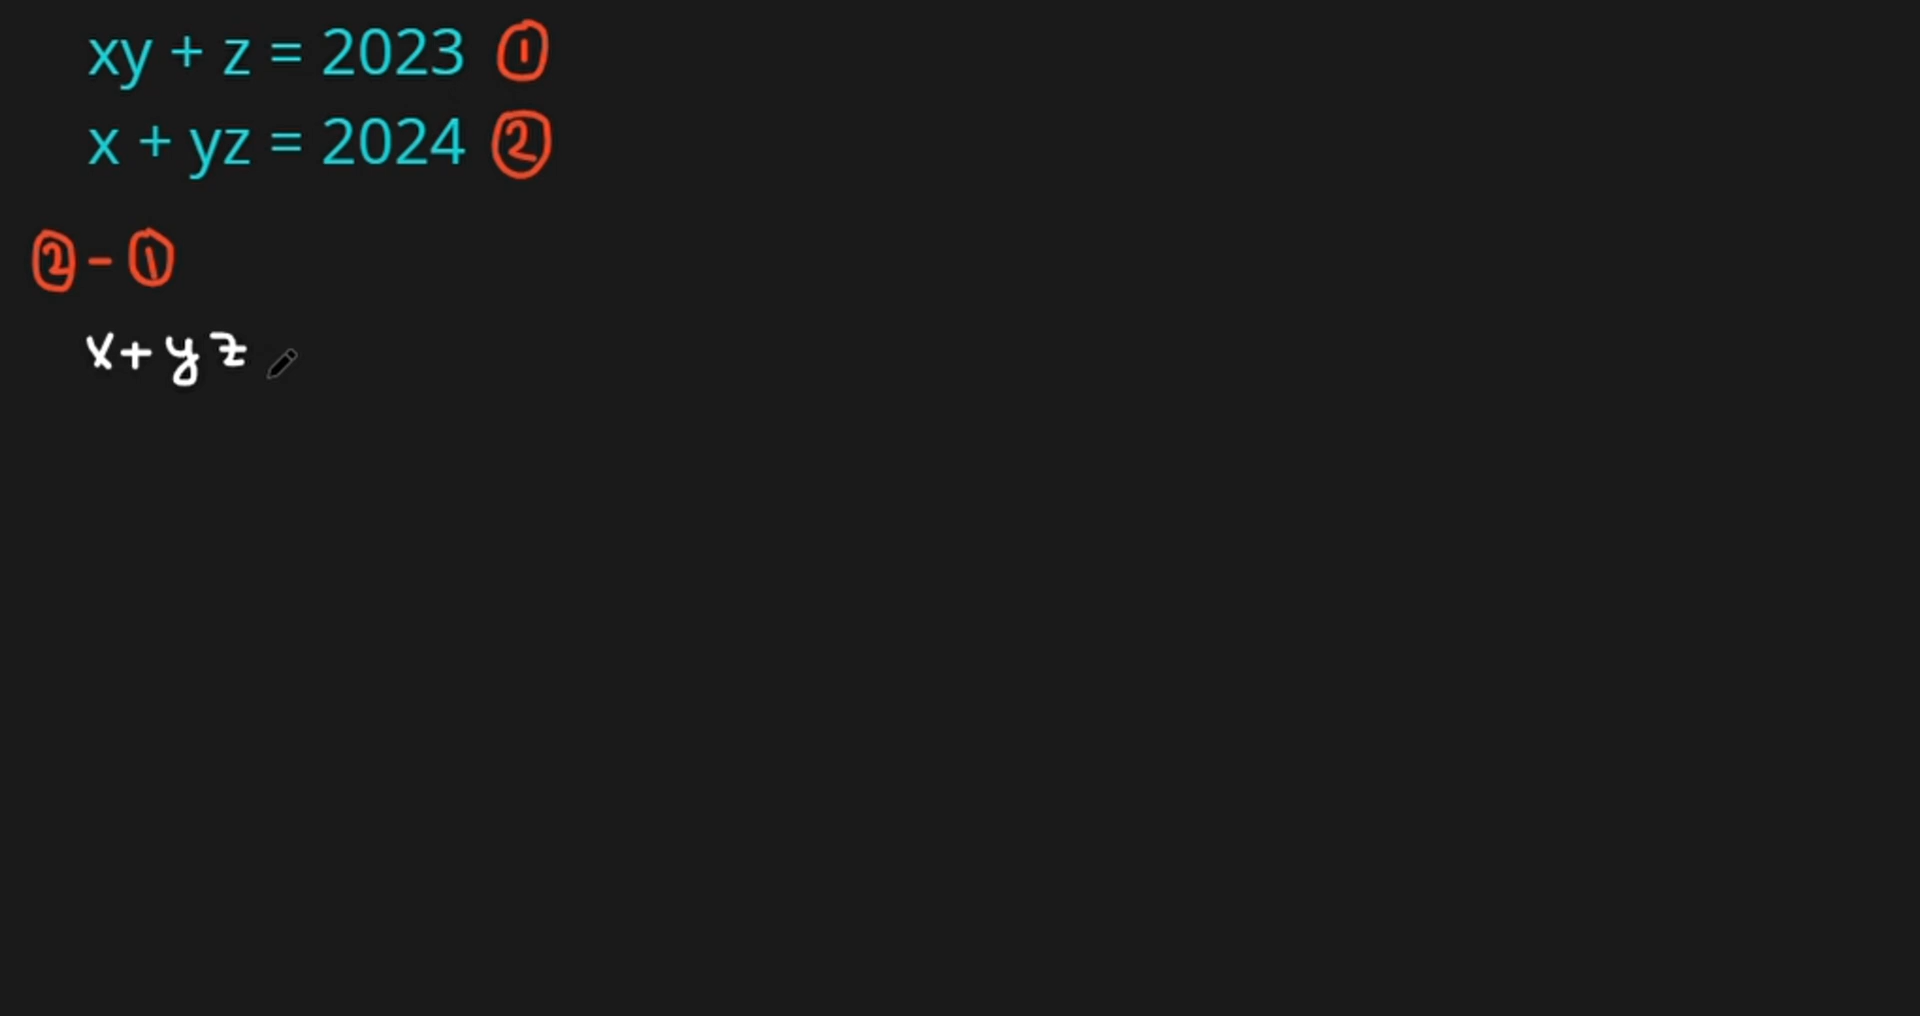 xy + z = 2023 ①
x + yz = 2024 ②
② - ①
x + yz